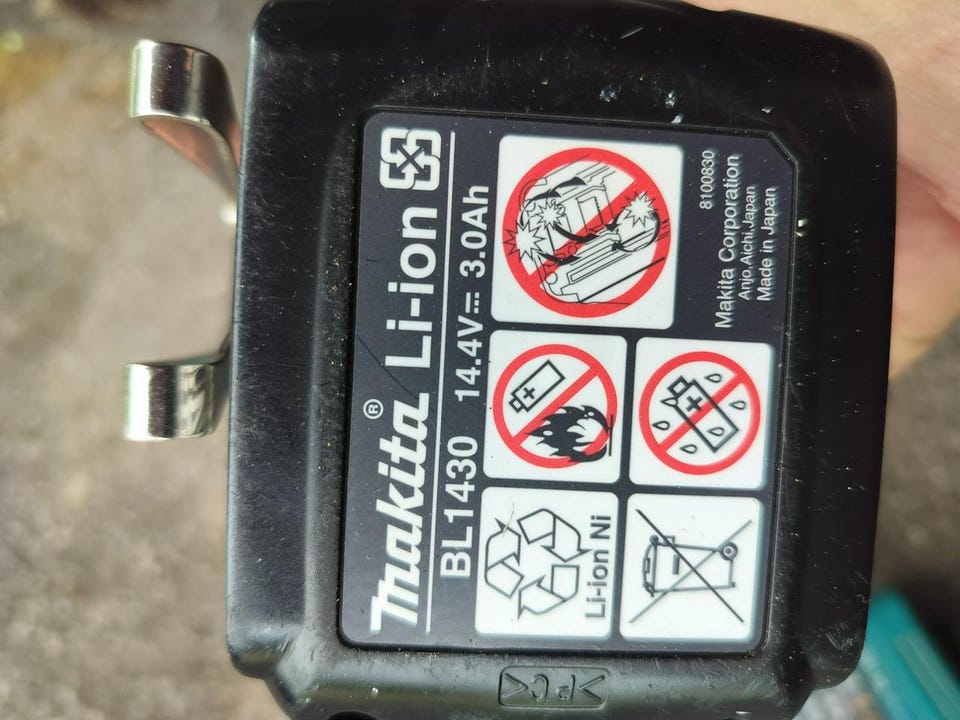 Makita® Li-ion
BL1430 14.4V⎓ 3.0Ah
Li-ion Ni
8100830
Makita Corporation
Anjo,Aichi,Japan
Made in Japan
>PC<